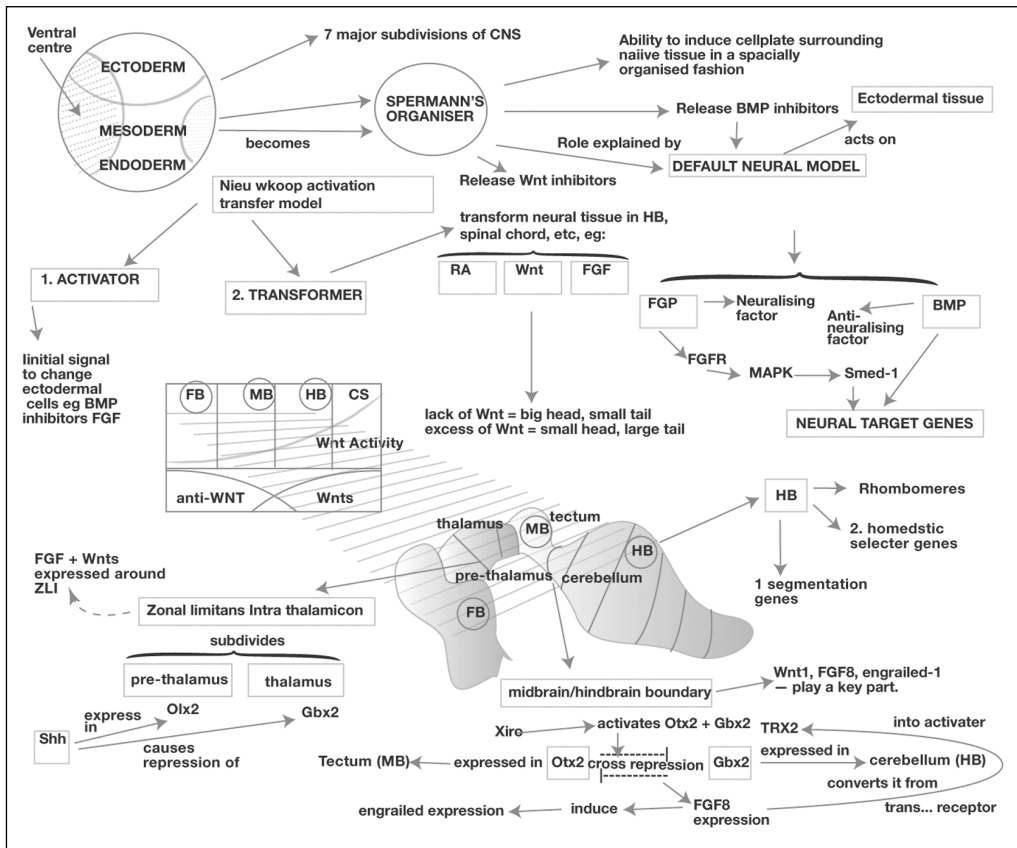 Ventral
centre
ECTODERM
MESODERM
ENDODERM
7 major subdivisions of CNS
becomes
SPERMANN'S
ORGANISER
Ability to induce cellplate surrounding
naiive tissue in a spacially
organised fashion
Release BMP inhibitors
Ectodermal tissue
Role explained by
acts on
DEFAULT NEURAL MODEL
Release Wnt inhibitors
Nieu wkoop activation
transfer model
transform neural tissue in HB,
spinal chord, etc, eg:
RA
Wnt
FGF
1. ACTIVATOR
2. TRANSFORMER
Iinitial signal
to change
ectodermal
cells eg BMP
inhibitors FGF
FGP
Neuralising
factor
Anti-
neuralising
factor
BMP
FGFR
MAPK
Smed-1
NEURAL TARGET GENES
lack of Wnt = big head, small tail
excess of Wnt = small head, large tail
FB
MB
HB
CS
Wnt Activity
anti-WNT
Wnts
thalamus
MB
tectum
pre-thalamus
cerebellum
HB
FB
HB
Rhombomeres
2. homedstic
selecter genes
1 segmentation
genes
FGF + Wnts
expressed around
ZLI
Zonal limitans Intra thalamicon
subdivides
pre-thalamus
thalamus
Shh
express
in
Olx2
Gbx2
causes
repression of
midbrain/hindbrain boundary
Wnt1, FGF8, engrailed-1
— play a key part.
Xiro
activates Otx2 + Gbx2
TRX2
into activater
Tectum (MB)
expressed in
Otx2
cross repression
Gbx2
expressed in
cerebellum (HB)
converts it from
engrailed expression
induce
FGF8
expression
trans... receptor